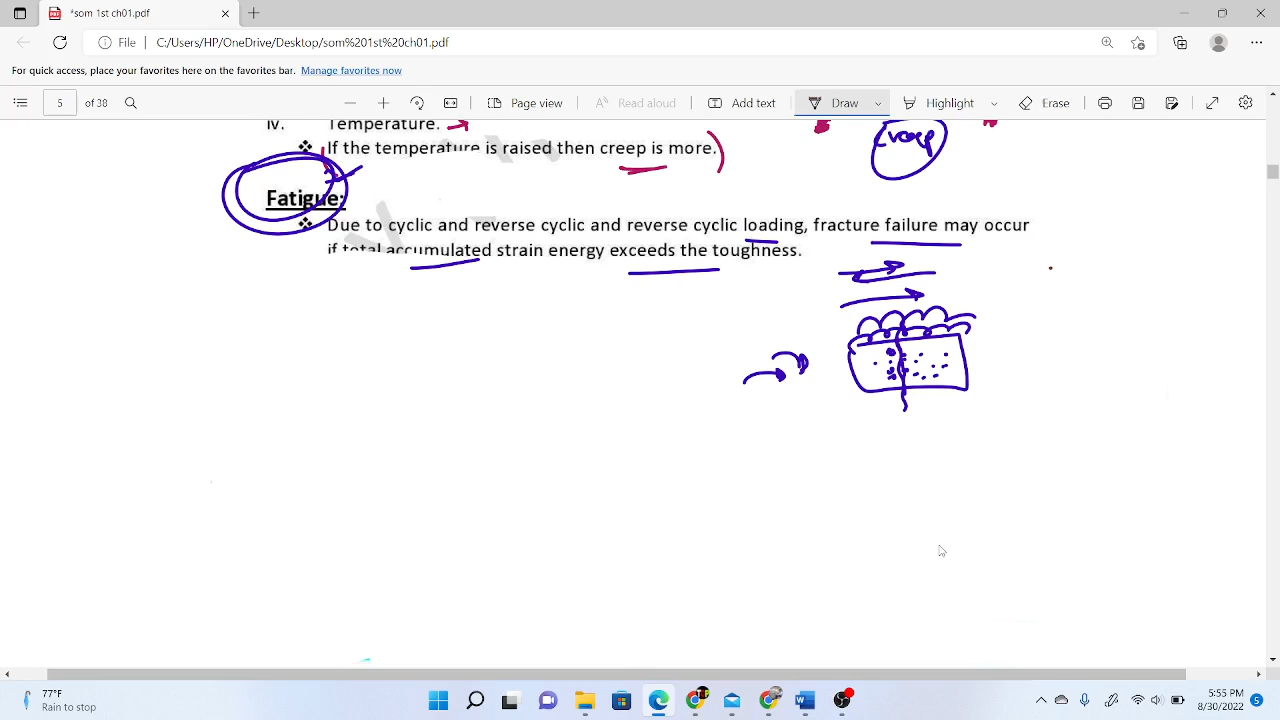 *som 1st ch01.pdf
File
C:/Users/HP/OneDrive/Desktop/som%201st%20ch01.pdf
For quick access, place your favorites here on the favorites bar. Manage favorites now
5 of 38
Page view
Read aloud
Add text
Draw
Highlight
Erase
iv. Temperature.
If the temperature is raised then creep is more.
creep
Fatigue:
Due to cyclic and reverse cyclic and reverse cyclic loading, fracture failure may occur
if total accumulated strain energy exceeds the toughness.
77°F
Rain to stop
5:55 PM
8/30/2022
5